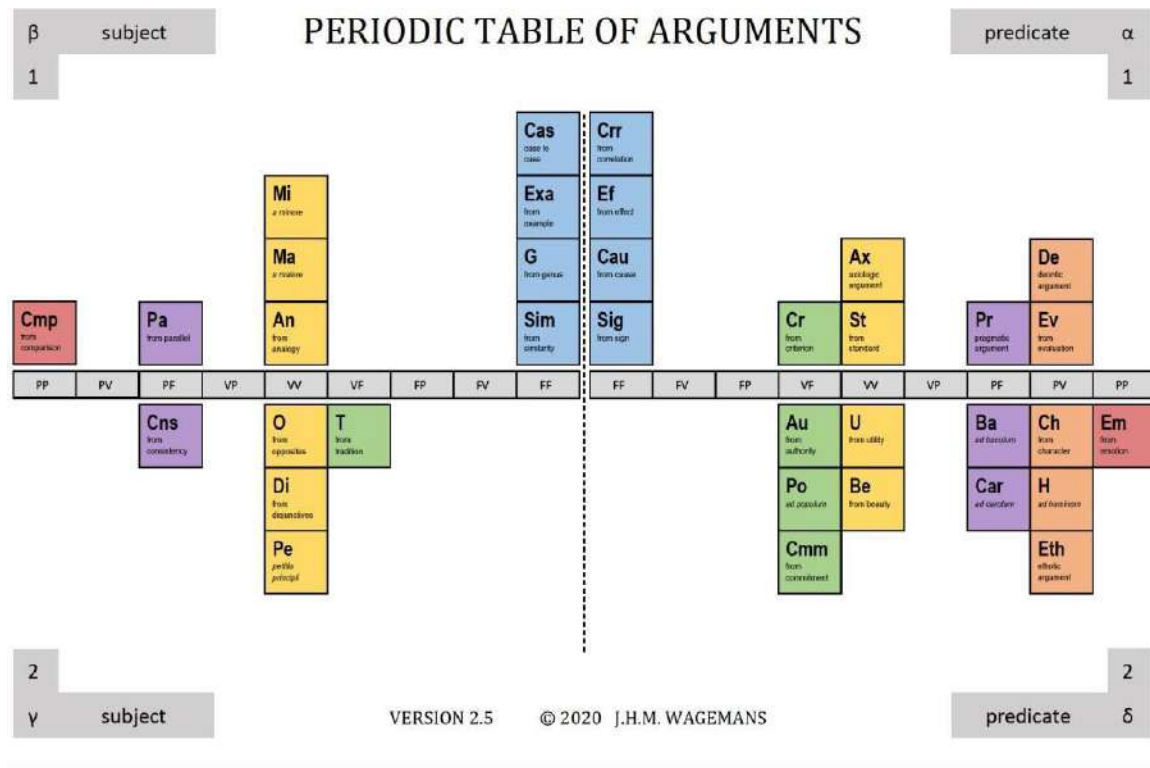 β subject
PERIODIC TABLE OF ARGUMENTS
predicate α
1
1
Cas
case to
case
Crr
from
correlation
Mi
a minore
Exa
from
example
Ef
from effect
Ma
a maiore
G
from genus
Cau
from cause
Ax
axiologic
argument
De
deontic
argument
Cmp
from
comparison
Pa
from parallel
An
from
analogy
Sim
from
similarity
Sig
from sign
Cr
from
criterion
St
from
standard
Pr
pragmatic
argument
Ev
from
evaluation
PP PV PF VP VV VF FP FV FF FF FV FP VF VV VP PF PV PP
Cns
from
consistency
O
from
opposites
T
from
tradition
Au
from
authority
U
from utility
Ba
ad baculum
Ch
from
character
Em
from
emotion
Di
from
disjunctives
Po
ad populum
Be
from beauty
Car
ad carotam
H
ad hominem
Pe
petitio
principii
Cmm
from
commitment
Eth
ethotic
argument
2
2
γ subject
VERSION 2.5 © 2020 J.H.M. WAGEMANS
predicate δ